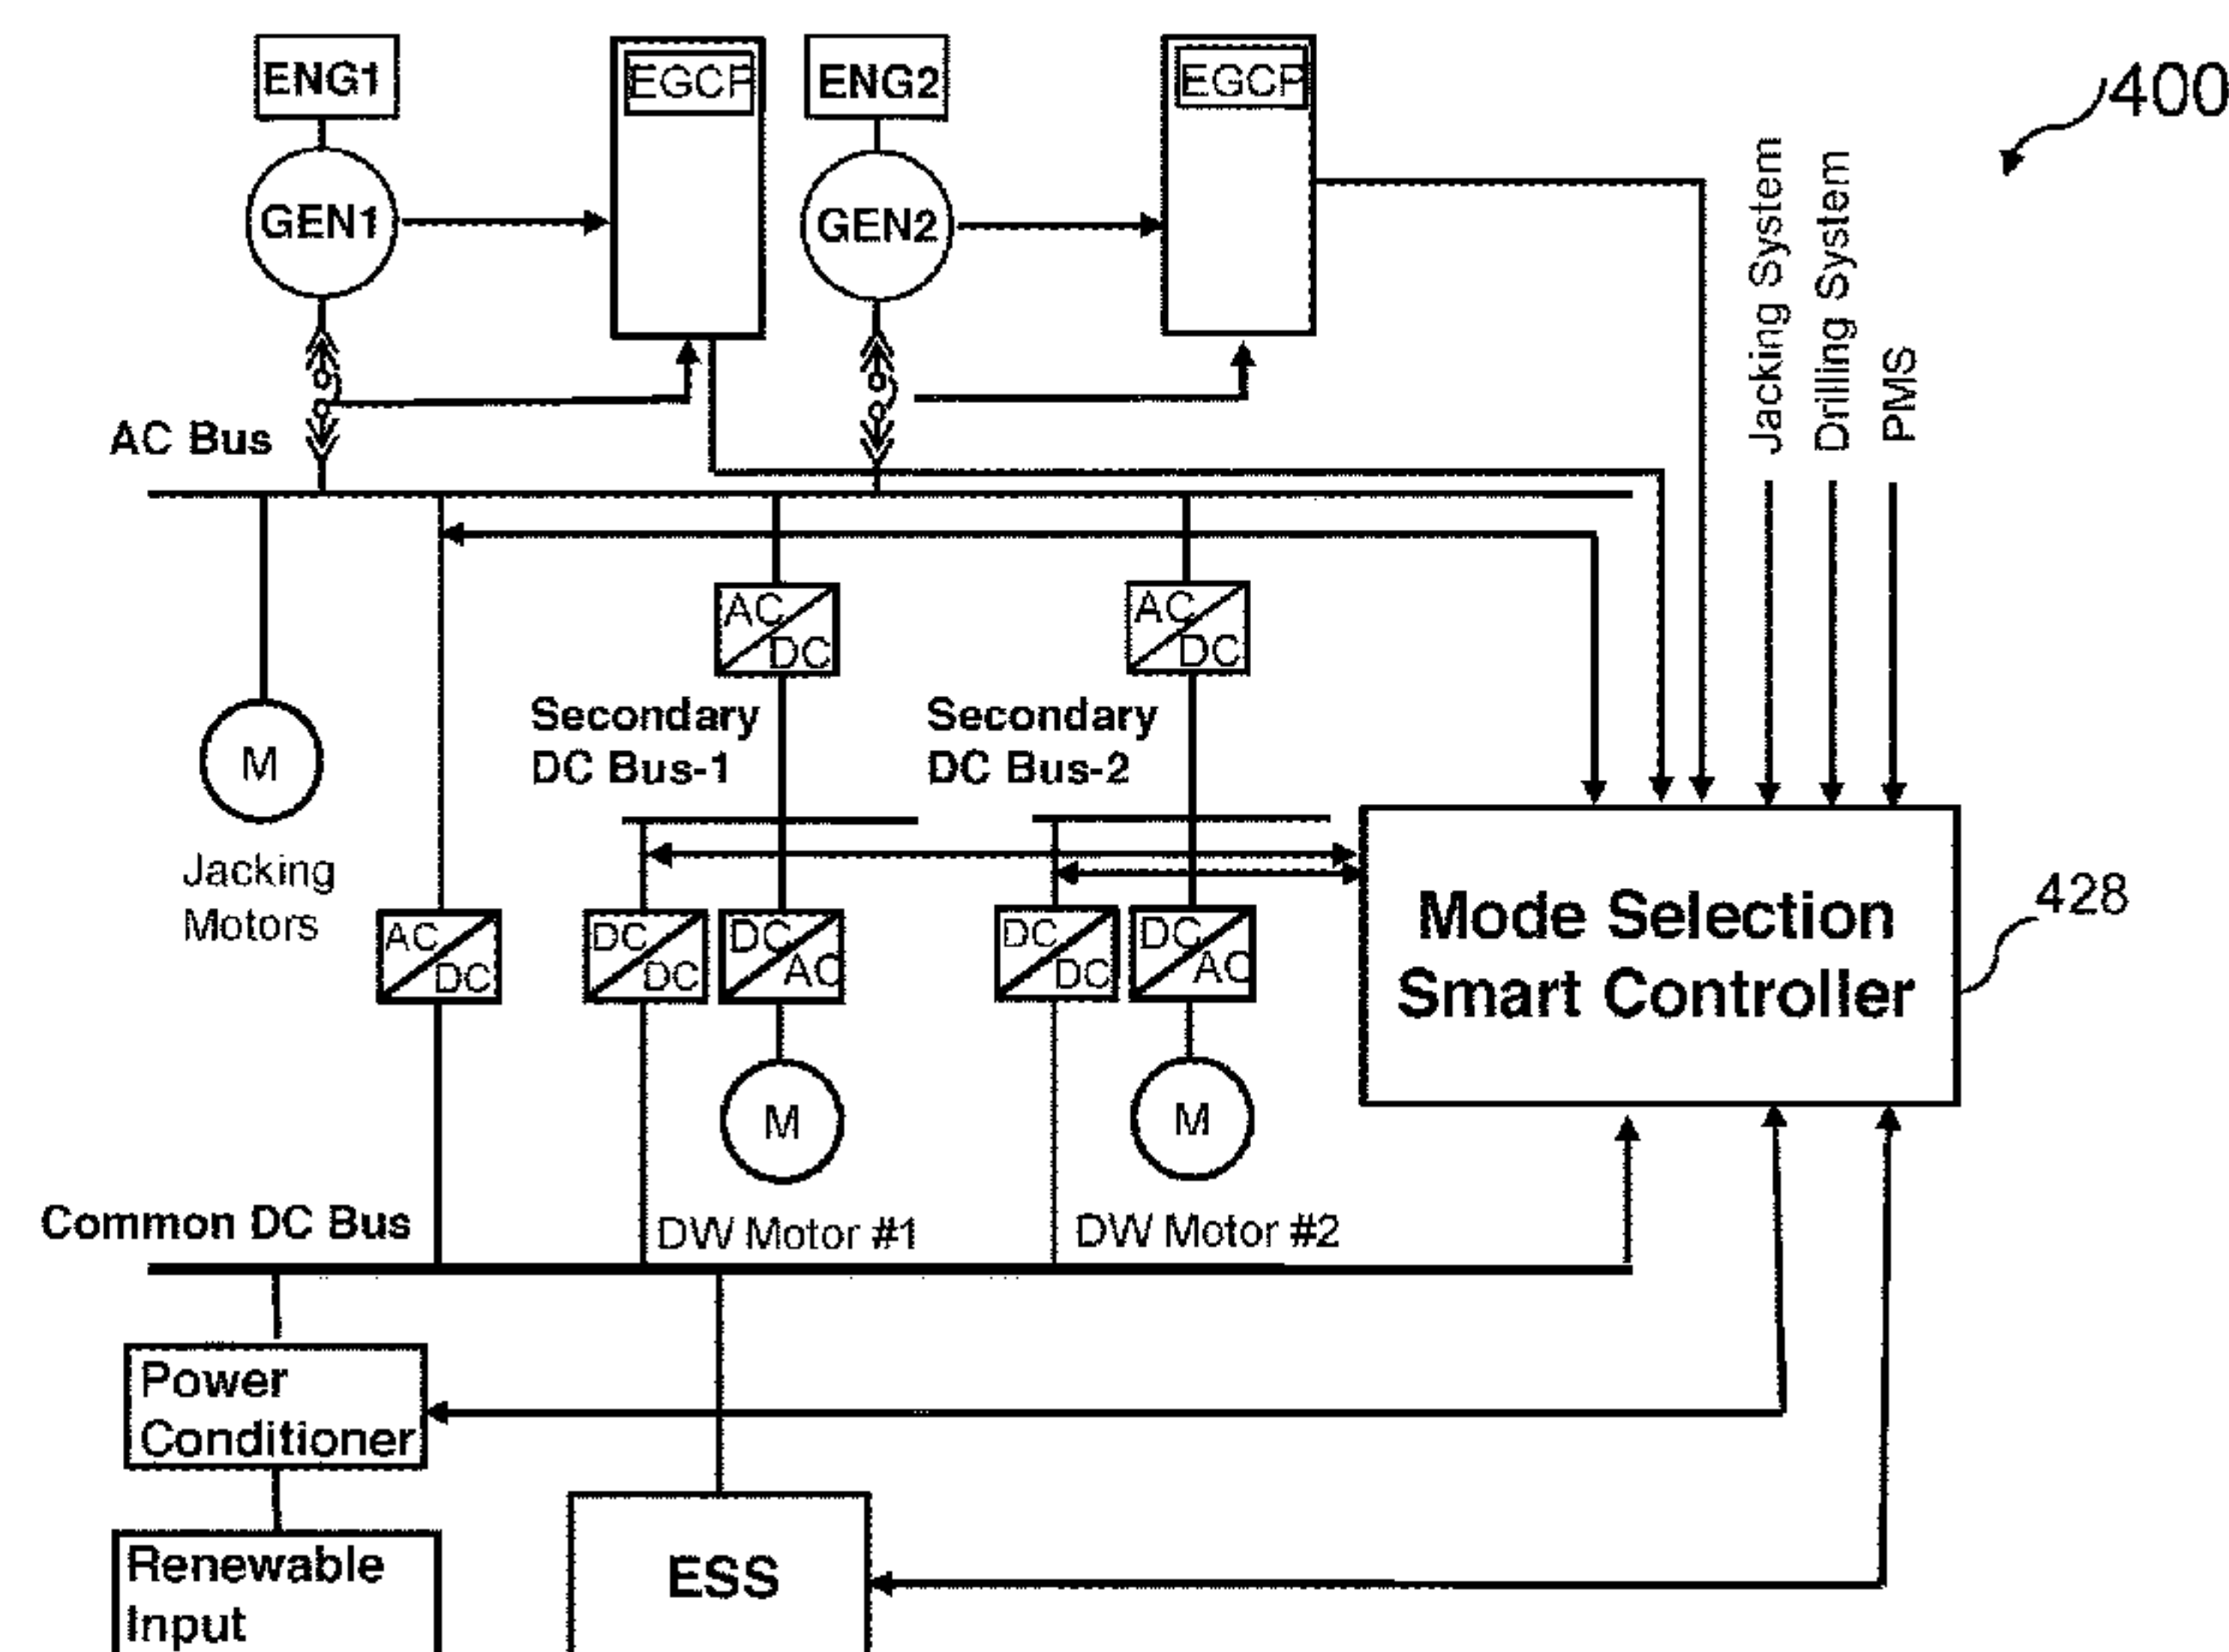 ENG1
EGCP
ENG2
EGCP
400
GEN1
GEN2
Jacking System
Drilling System
PMS
AC Bus
AC
DC
AC
DC
Secondary
DC Bus-1
Secondary
DC Bus-2
M
Jacking
Motors
AC
DC
DC
DC
DC
AC
DC
DC
DC
AC
Mode Selection
Smart Controller
428
M
M
Common DC Bus
DW Motor #1
DW Motor #2
Power
Conditioner
Renewable
Input
ESS